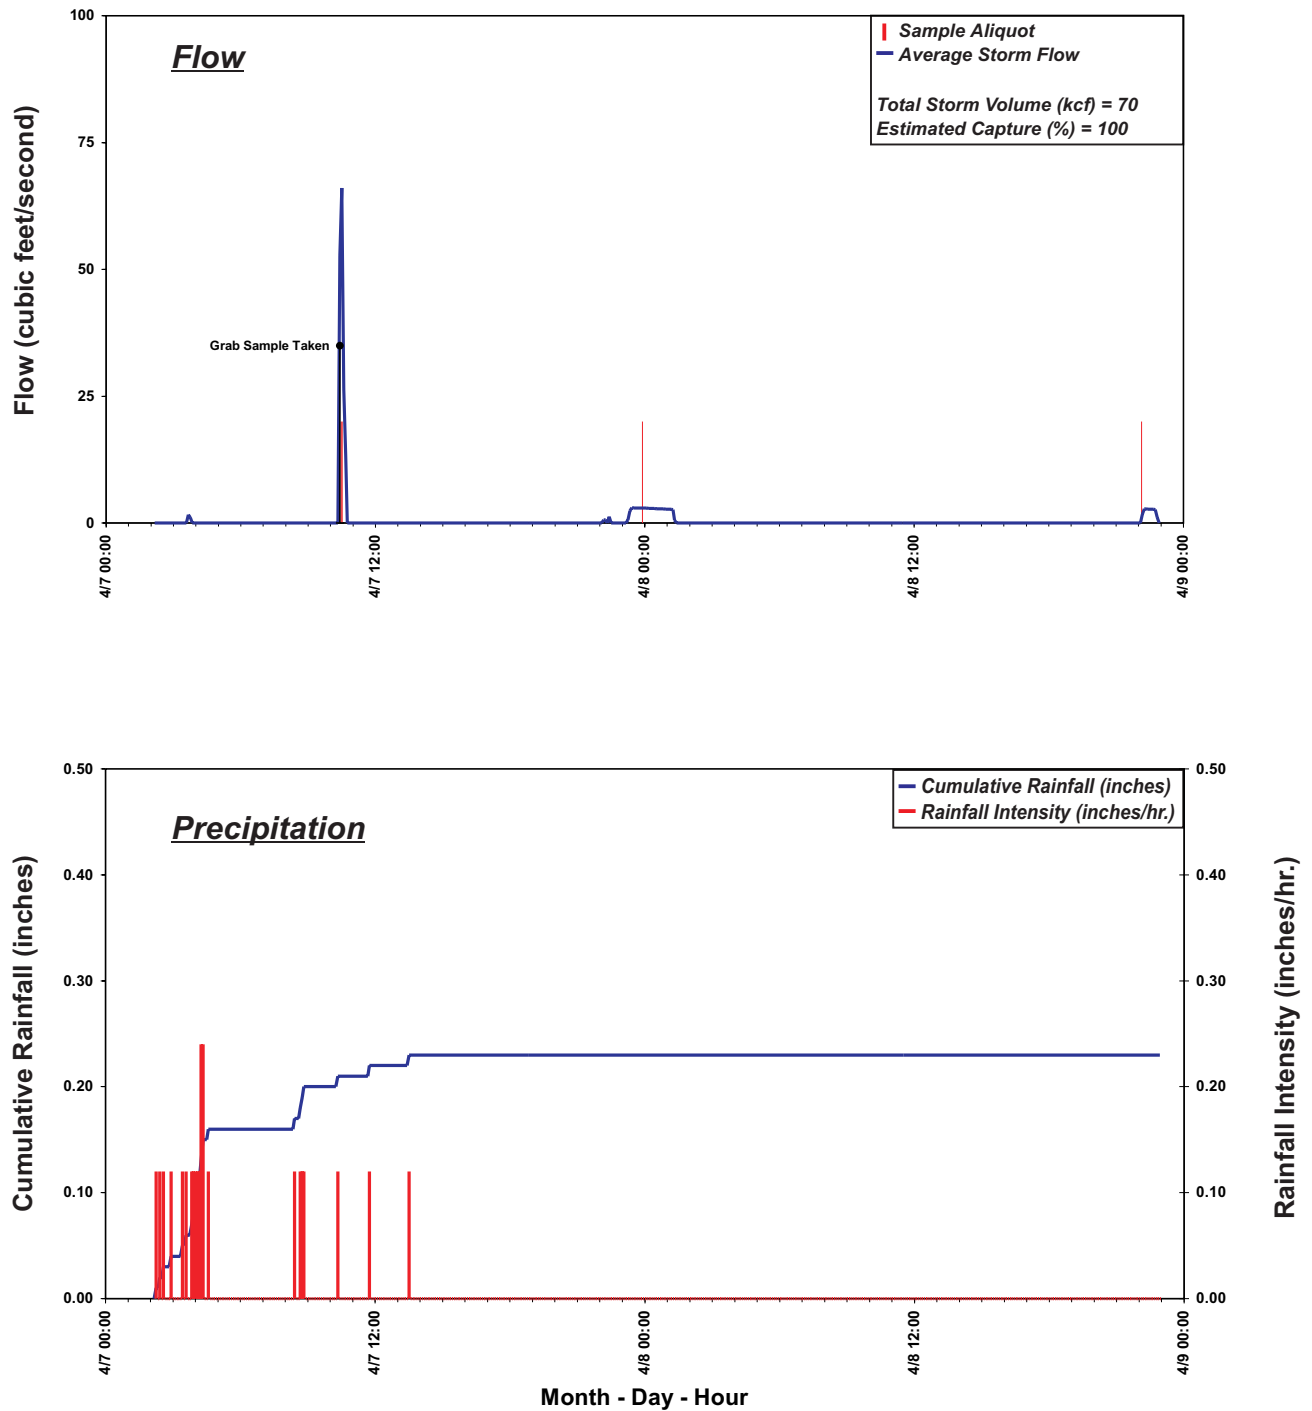 Flow
Sample Aliquot
Average Storm Flow
Total Storm Volume (kcf) = 70
Estimated Capture (%) = 100
Flow (cubic feet/second)
100
75
50
25
0
Grab Sample Taken
4/7 00:00
4/7 12:00
4/8 00:00
4/8 12:00
4/9 00:00
Precipitation
Cumulative Rainfall (inches)
Rainfall Intensity (inches/hr.)
Cumulative Rainfall (inches)
0.50
0.40
0.30
0.20
0.10
0.00
0.50
0.40
0.30
0.20
0.10
0.00
Rainfall Intensity (inches/hr.)
4/7 00:00
4/7 12:00
4/8 00:00
4/8 12:00
4/9 00:00
Month - Day - Hour